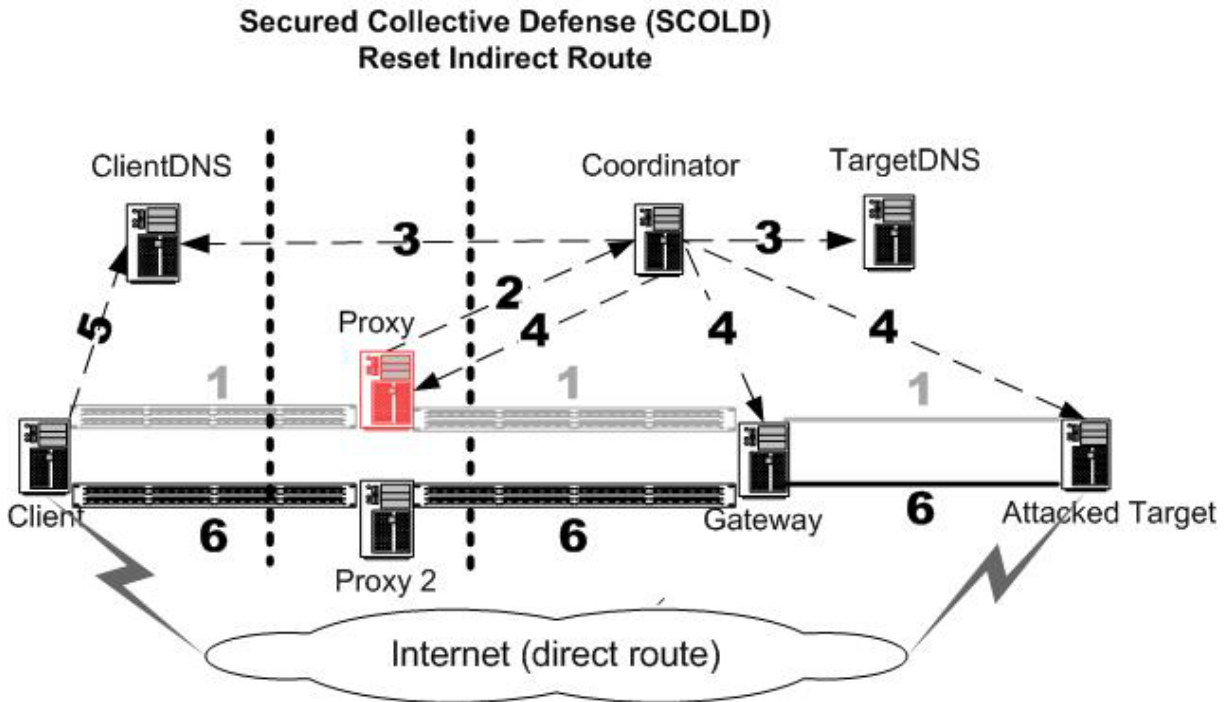 Secured Collective Defense (SCOLD)
Reset Indirect Route
ClientDNS
Coordinator
TargetDNS
3
3
2
Proxy
4
4
4
5
1
1
1
Client
6
6
Gateway
6
Attacked Target
Proxy 2
Internet (direct route)